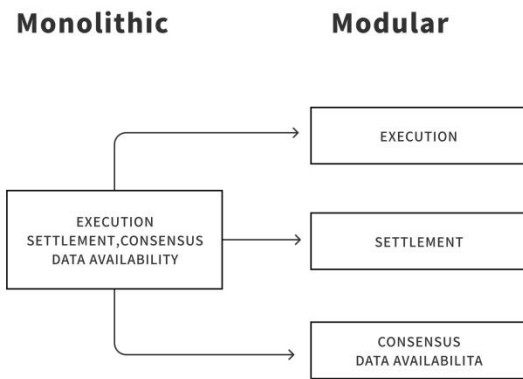 Monolithic
Modular
EXECUTION
EXECUTION
SETTLEMENT,CONSENSUS
DATA AVAILABILITY
SETTLEMENT
CONSENSUS
DATA AVAILABILITA